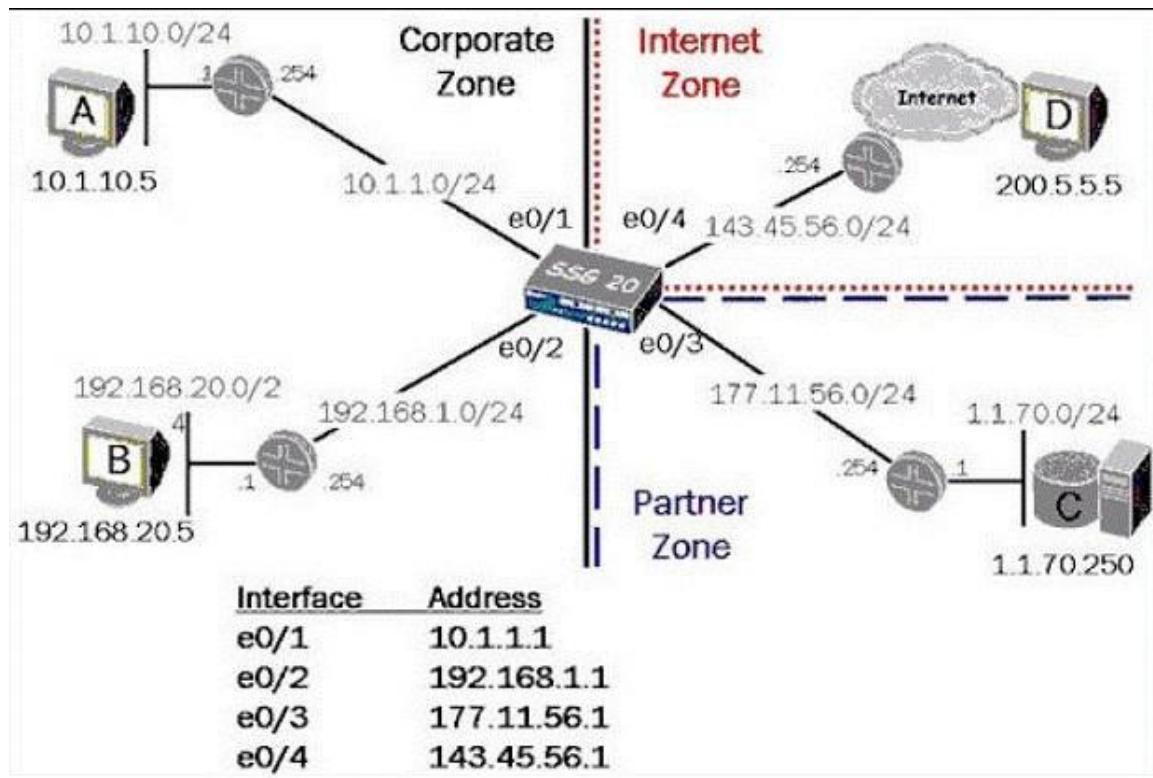 10.1.10.0/24
Corporate
Zone
Internet
Zone
.1
.254
A
Internet
D
10.1.10.5
10.1.1.0/24
.254
200.5.5.5
e0/1
e0/4
143.45.56.0/24
SSG 20
e0/2
e0/3
192.168.20.0/2
4
192.168.1.0/24
177.11.56.0/24
1.1.70.0/24
B
.1
.254
.254
.1
C
192.168.20.5
Partner
Zone
1.1.70.250
Interface Address
e0/1 10.1.1.1
e0/2 192.168.1.1
e0/3 177.11.56.1
e0/4 143.45.56.1